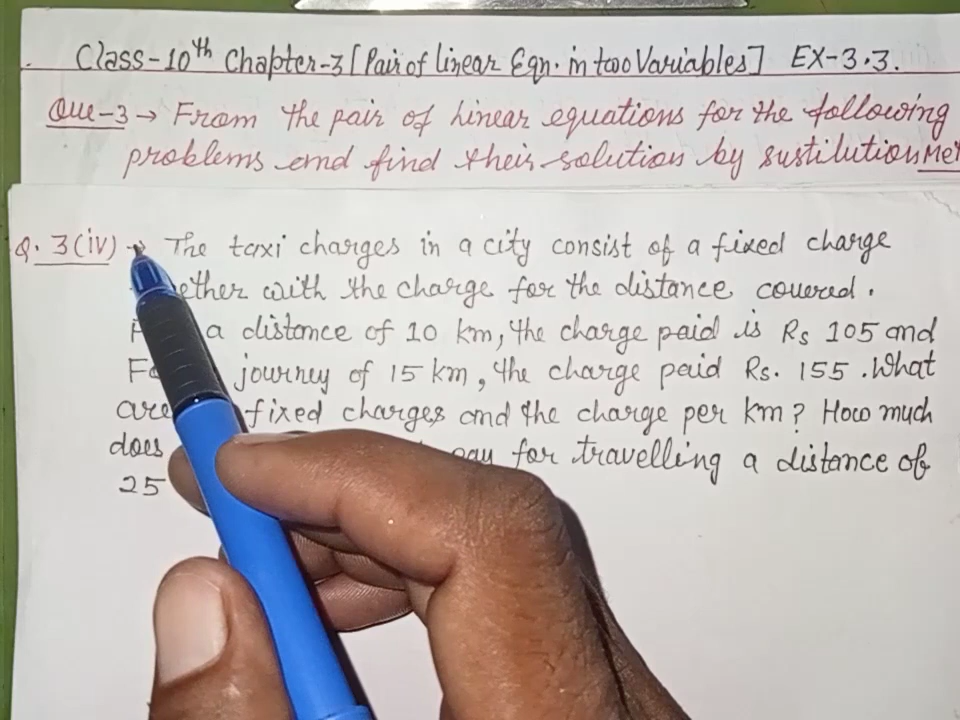 Class-10th Chapter-3 [Pair of linear Eqn. in two Variables] EX-3.3.
Que-3 → From the pair of linear equations for the following
problems and find their solution by sustilution Met
Q. 3(iv) → The taxi charges in a city consist of a fixed charge
ether with the charge for the distance couered.
a distance of 10 km, the charge paid is Rs 105 and
journey of 15 km, the charge paid Rs. 155. What
are fixed charges and the charge per km? How much
does pay for travelling a distance of
25